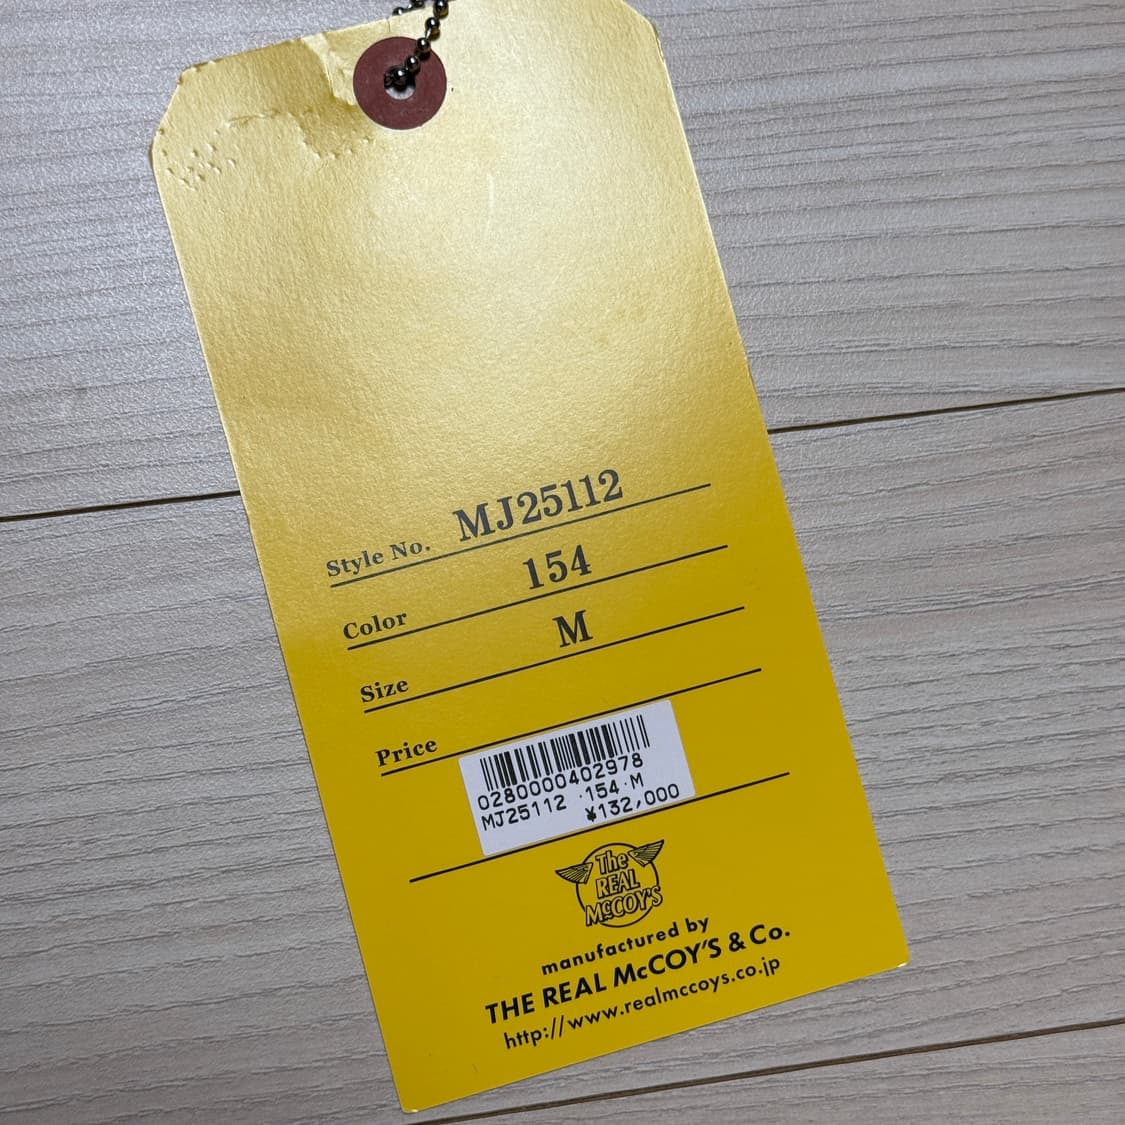 Style No. MJ25112
Color 154
Size M
Price
0280000402978
MJ25112 ·154·M
¥132,000
The
REAL
McCOY'S
manufactured by
THE REAL McCOY'S & Co.
http://www.realmccoys.co.jp